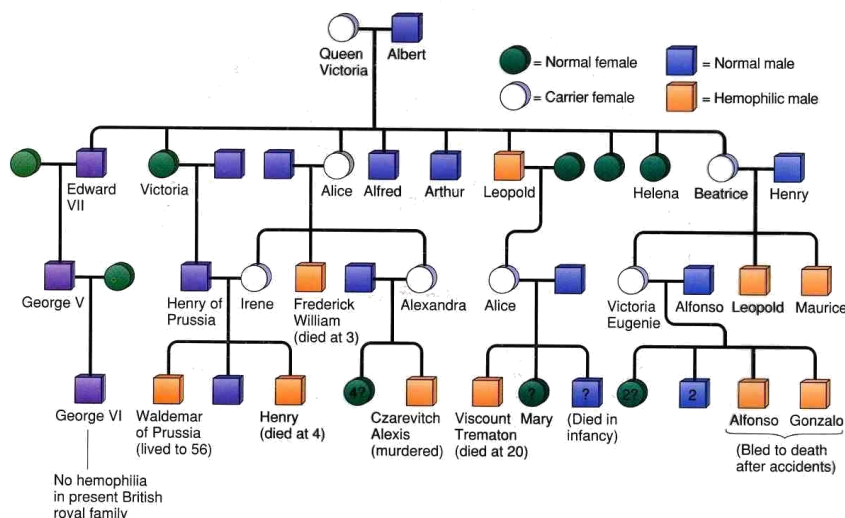 Queen
Victoria
Albert
= Normal female
= Normal male
= Carrier female
= Hemophilic male
Edward
VII
Victoria
Alice
Alfred
Arthur
Leopold
Helena
Beatrice
Henry
George V
Henry of
Prussia
Irene
Frederick
William
(died at 3)
Alexandra
Alice
Victoria
Eugenie
Alfonso
Leopold
Maurice
George VI
Waldemar
of Prussia
(lived to 56)
Henry
(died at 4)
4?
Czarevitch
Alexis
(murdered)
Viscount
Trematon
(died at 20)
?
Mary
?
(Died in
infancy)
2?
2
Alfonso
Gonzalo
(Bled to death
after accidents)
No hemophilia
in present British
royal family